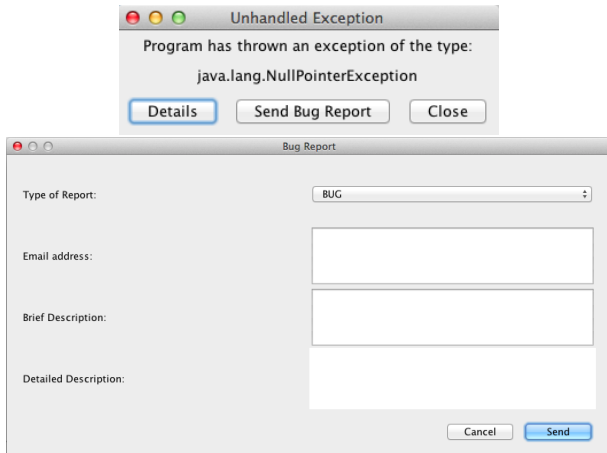 Unhandled Exception
Program has thrown an exception of the type:
java.lang.NullPointerException
Details Send Bug Report Close
Bug Report
Type of Report: BUG
Email address:
Brief Description:
Detailed Description:
Cancel Send